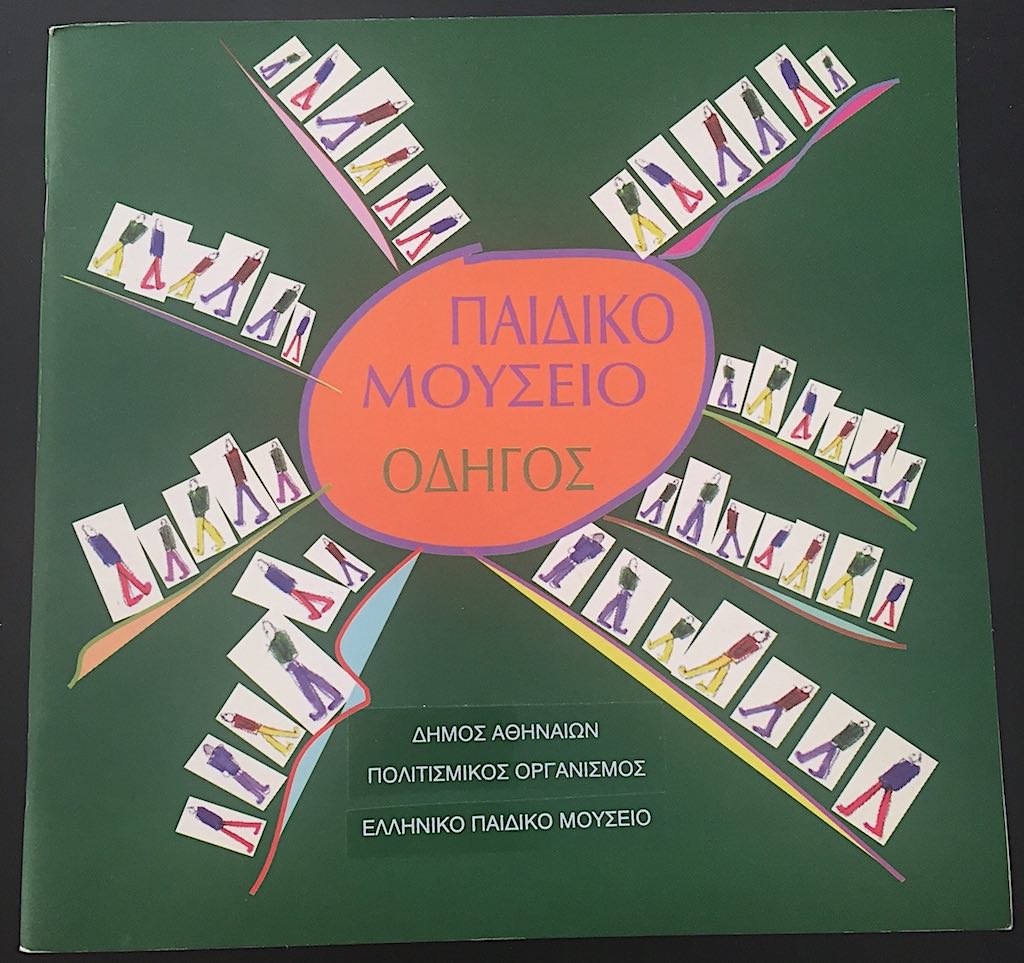 ΠΑΙΔΙΚΟ
ΜΟΥΣΕΙΟ
ΟΔΗΓΟΣ
ΔΗΜΟΣ ΑΘΗΝΑΙΩΝ
ΠΟΛΙΤΙΣΜΙΚΟΣ ΟΡΓΑΝΙΣΜΟΣ
ΕΛΛΗΝΙΚΟ ΠΑΙΔΙΚΟ ΜΟΥΣΕΙΟ